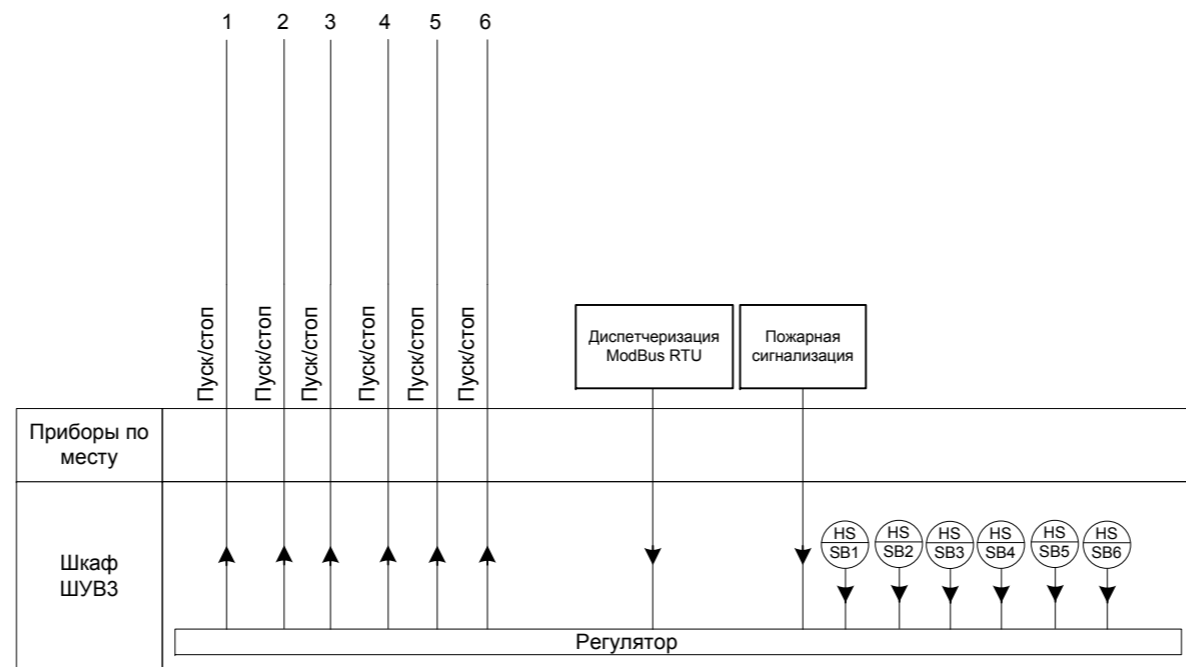 1 2 3 4 5 6
Пуск/стоп
Пуск/стоп
Пуск/стоп
Пуск/стоп
Пуск/стоп
Пуск/стоп
Диспетчеризация
ModBus RTU
Пожарная
сигнализация
Приборы по
месту
Шкаф
ШУВ3
HS
SB1
HS
SB2
HS
SB3
HS
SB4
HS
SB5
HS
SB6
Регулятор